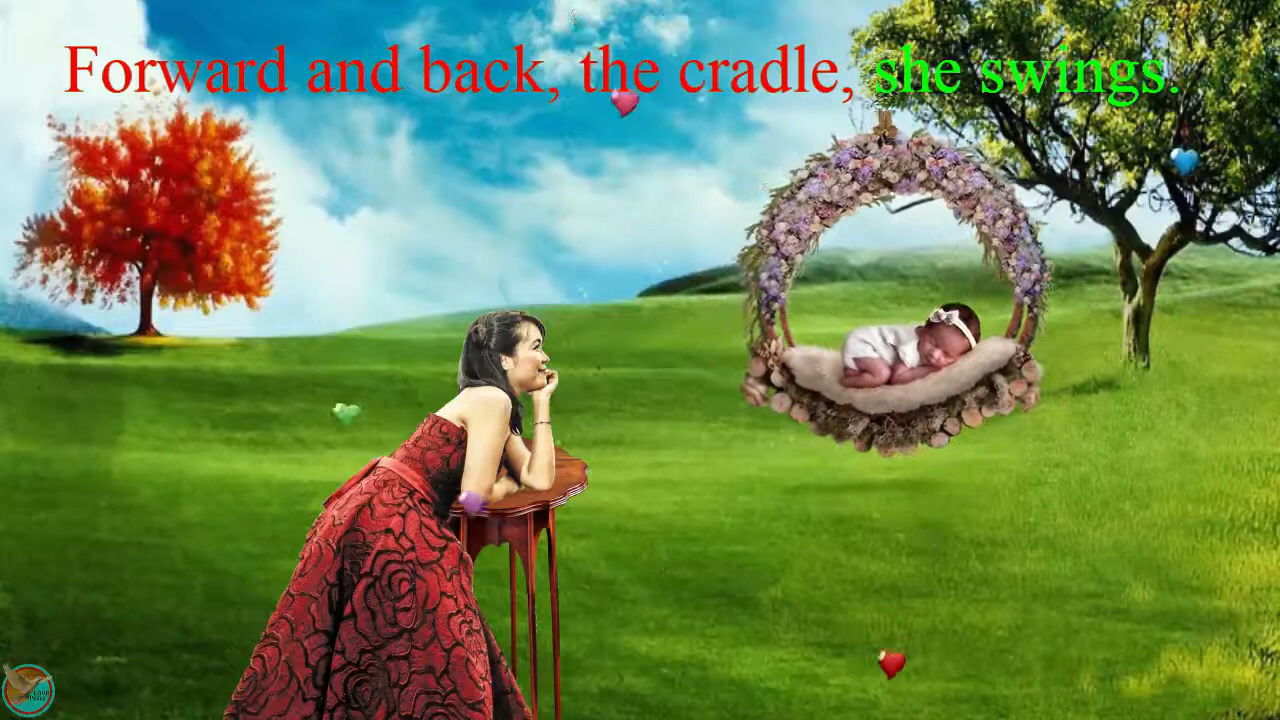 Forward and back, the cradle, she swings.